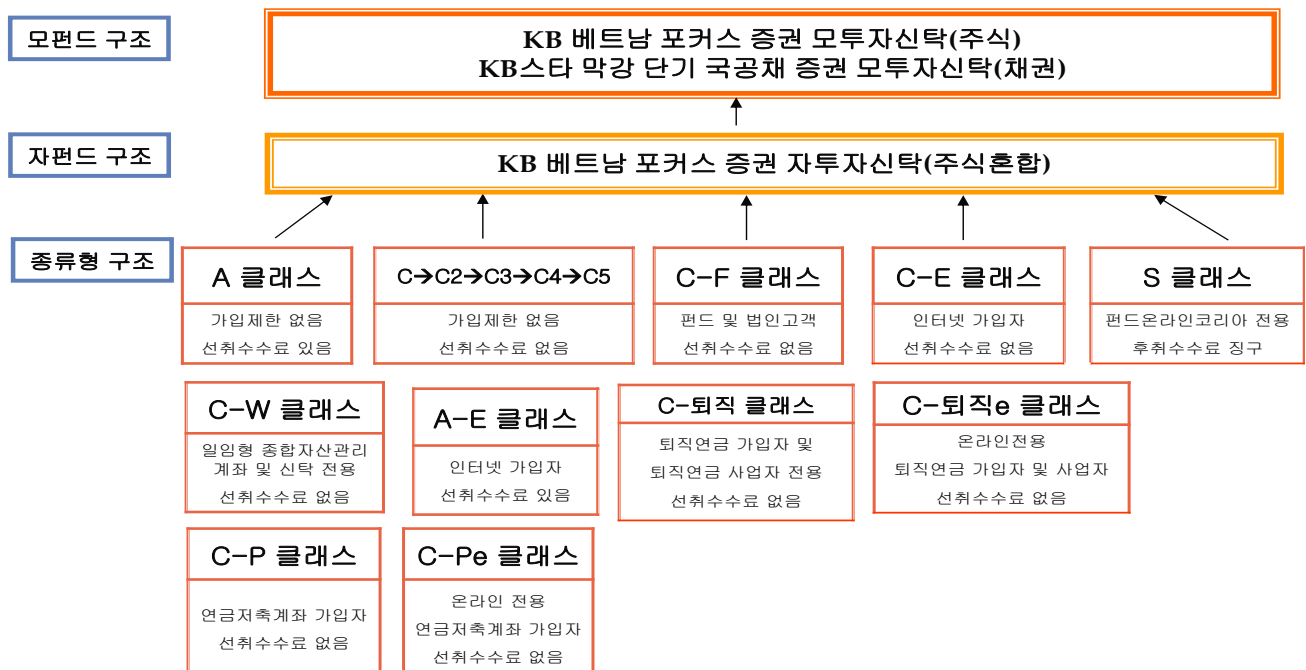 모펀드 구조
KB 베트남 포커스 증권 모투자신탁(주식)
KB스타 막강 단기 국공채 증권 모투자신탁(채권)
자펀드 구조
KB 베트남 포커스 증권 자투자신탁(주식혼합)
종류형 구조
A 클래스
가입제한 없음
선취수수료 있음
C→C2→C3→C4→C5
가입제한 없음
선취수수료 없음
C-F 클래스
펀드 및 법인고객
선취수수료 없음
C-E 클래스
인터넷 가입자
선취수수료 없음
S 클래스
펀드온라인코리아 전용
후취수수료 징구
C-W 클래스
일임형 종합자산관리
계좌 및 신탁 전용
선취수수료 없음
A-E 클래스
인터넷 가입자
선취수수료 있음
C-퇴직 클래스
퇴직연금 가입자 및
퇴직연금 사업자 전용
선취수수료 없음
C-퇴직e 클래스
온라인전용
퇴직연금 가입자 및 사업자
선취수수료 없음
C-P 클래스
연금저축계좌 가입자
선취수수료 없음
C-Pe 클래스
온라인 전용
연금저축계좌 가입자
선취수수료 없음